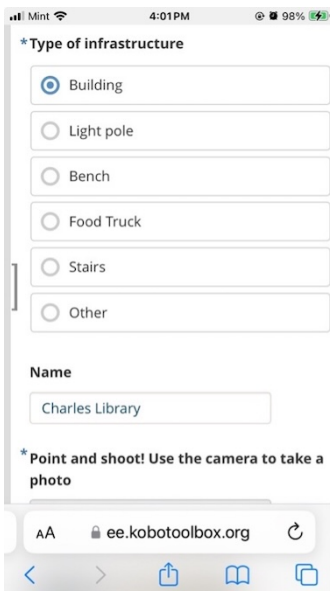 Mint 4:01 PM 98%
*Type of infrastructure
Building
Light pole
Bench
Food Truck
Stairs
Other
Name
Charles Library
*Point and shoot! Use the camera to take a
photo
AA ee.kobotoolbox.org